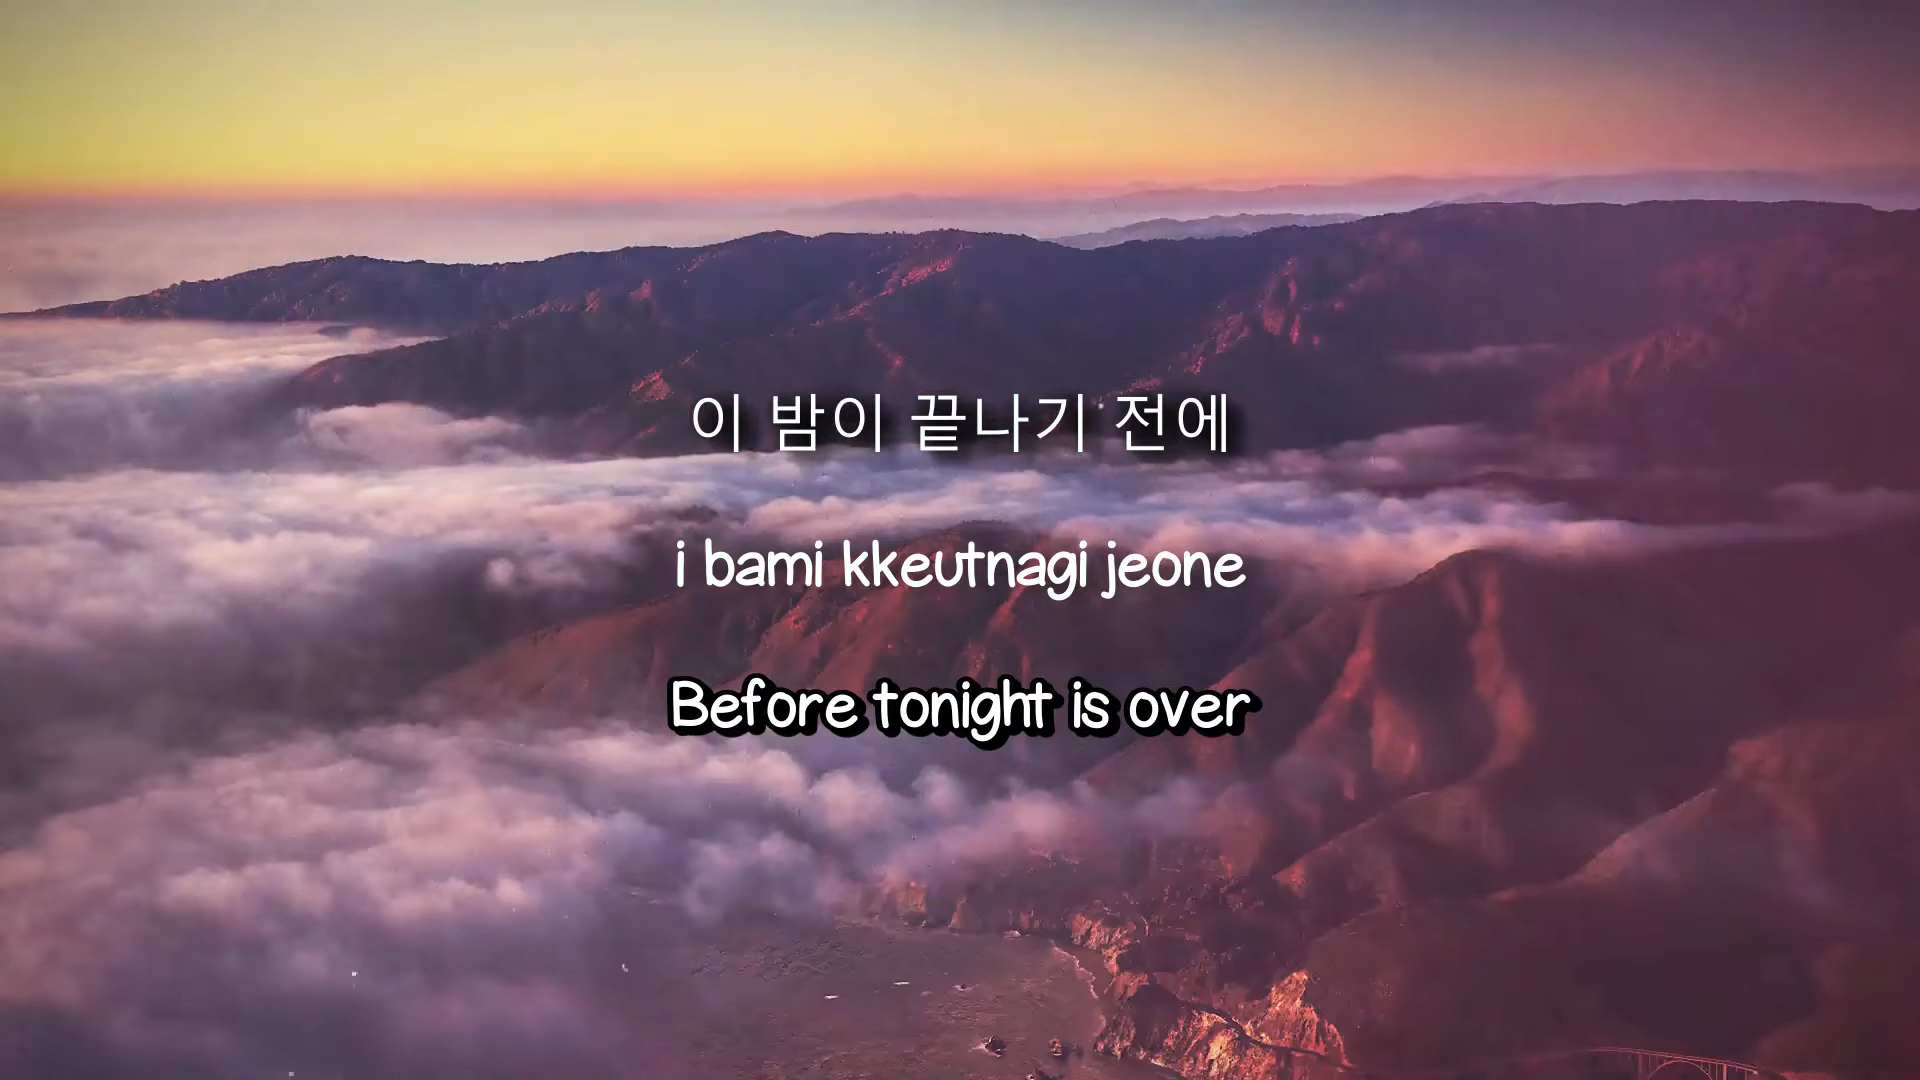 이 밤이 끝나기 전에
i bami kkeutnagi jeone
Before tonight is over